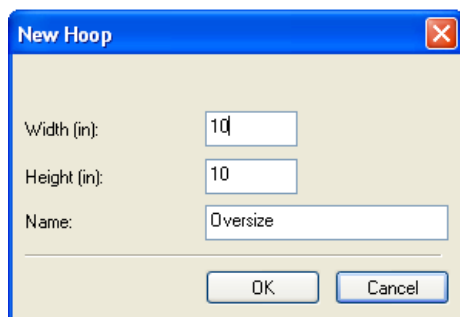 New Hoop
Width (in): 10
Height (in): 10
Name: Oversize
OK Cancel